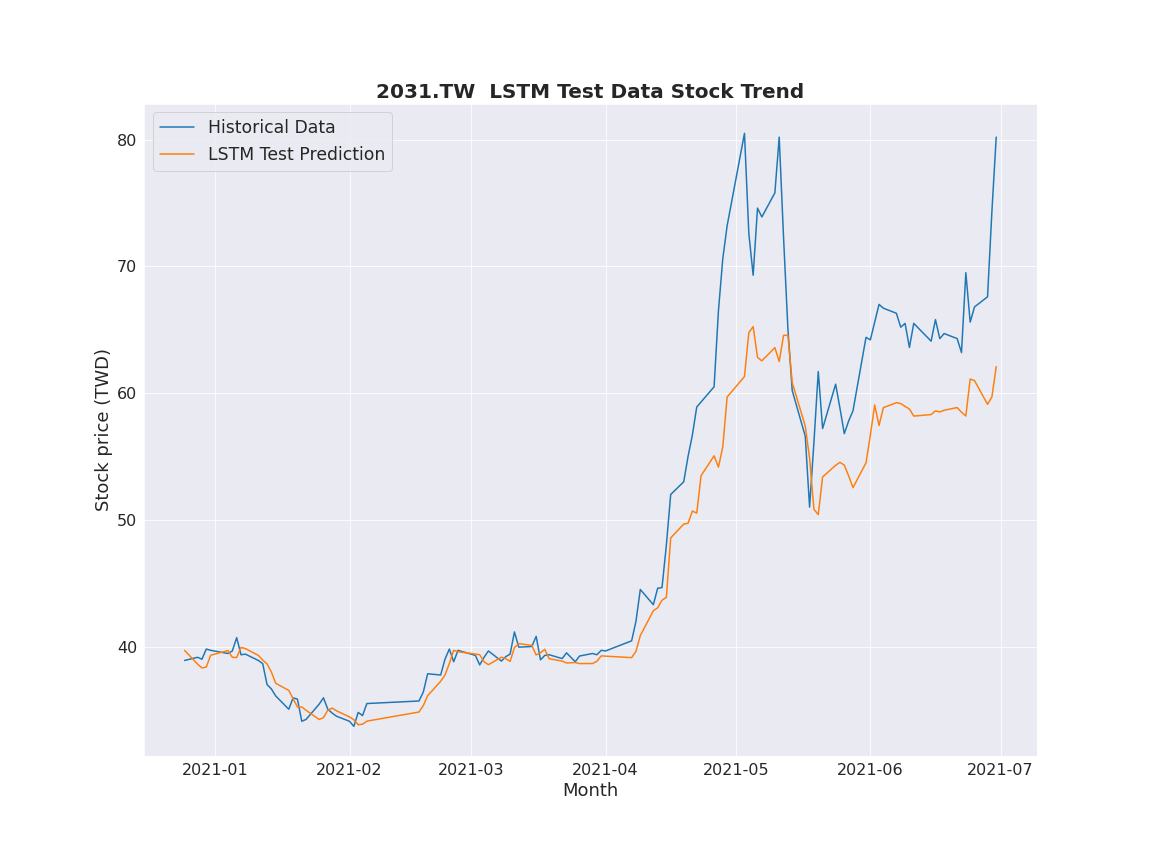 2031.TW  LSTM Test Data Stock Trend
Historical Data
LSTM Test Prediction
80
70
60
50
40
Stock price (TWD)
2021-01 2021-02 2021-03 2021-04 2021-05 2021-06 2021-07
Month